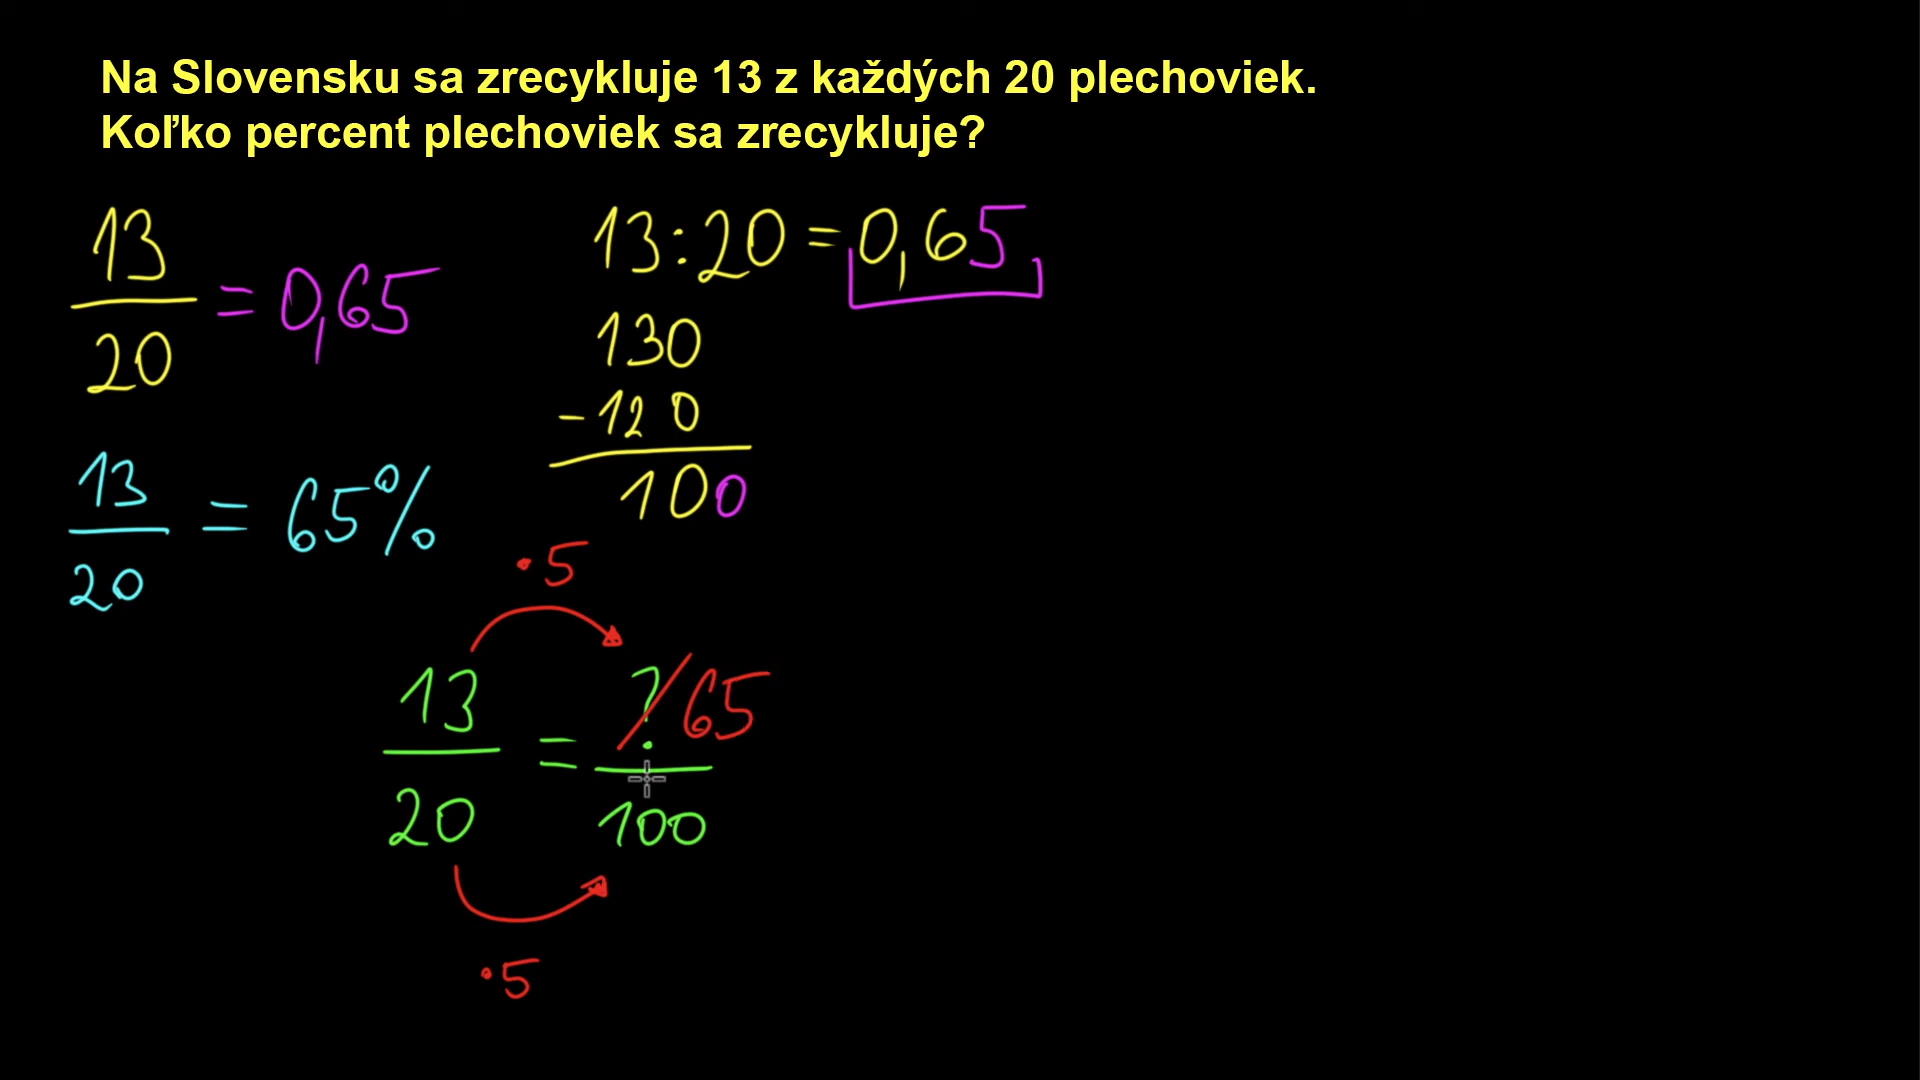 Na Slovensku sa zrecykluje 13 z každých 20 plechoviek.
Koľko percent plechoviek sa zrecykluje?
13/20 = 0,65
13:20 = 0,65
130
-120
100
13/20 = 65%
·5
13/20 = ?/100 65
·5